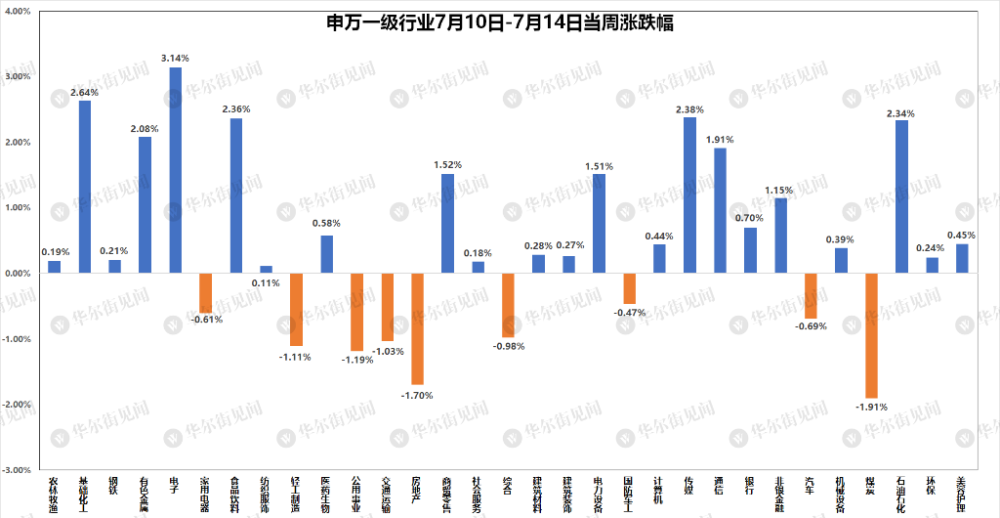 申万一级行业7月10日-7月14日当周涨跌幅
4.00%
3.00%
2.00%
1.00%
0.00%
-1.00%
-2.00%
-3.00%
0.19%
2.64%
0.21%
2.08%
3.14%
-0.61%
2.36%
0.11%
-1.11%
0.58%
-1.19%
-1.03%
-1.70%
1.52%
0.18%
-0.98%
0.28%
0.27%
1.51%
-0.47%
0.44%
2.38%
1.91%
0.70%
1.15%
-0.69%
0.39%
-1.91%
2.34%
0.24%
0.45%
农林牧渔
基础化工
钢铁
有色金属
电子
家用电器
食品饮料
纺织服饰
轻工制造
医药生物
公用事业
交通运输
房地产
商贸零售
社会服务
综合
建筑材料
建筑装饰
电力设备
国防军工
计算机
传媒
通信
银行
非银金融
汽车
机械设备
煤炭
石油石化
环保
美容护理
华尔街见闻